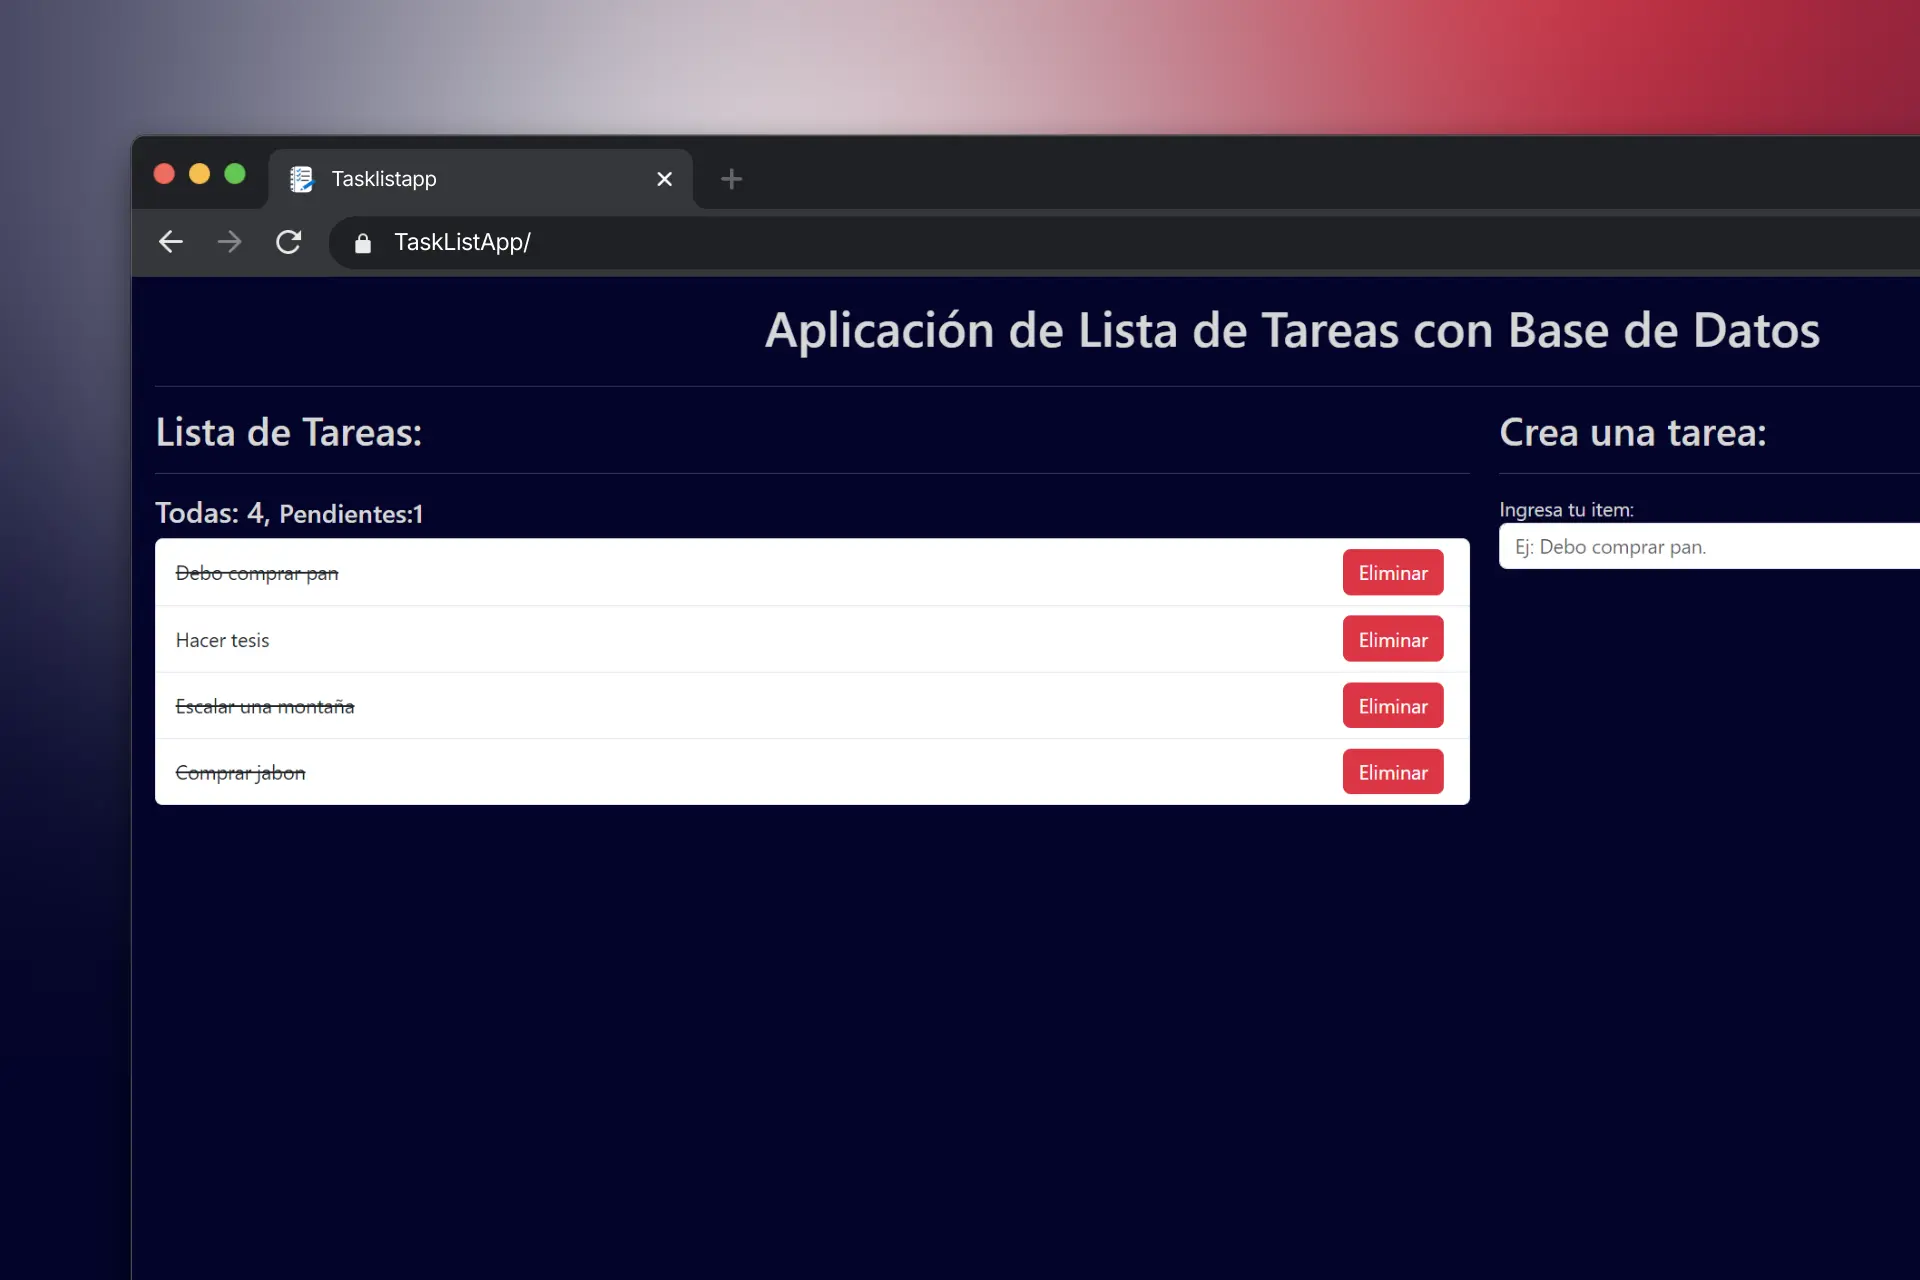 Tasklistapp
TaskListApp/
Aplicación de Lista de Tareas con Base de Datos
Lista de Tareas:
Todas: 4, Pendientes:1
Debo comprar pan Eliminar
Hacer tesis Eliminar
Escalar una montaña Eliminar
Comprar jabon Eliminar
Crea una tarea:
Ingresa tu item:
Ej: Debo comprar pan.